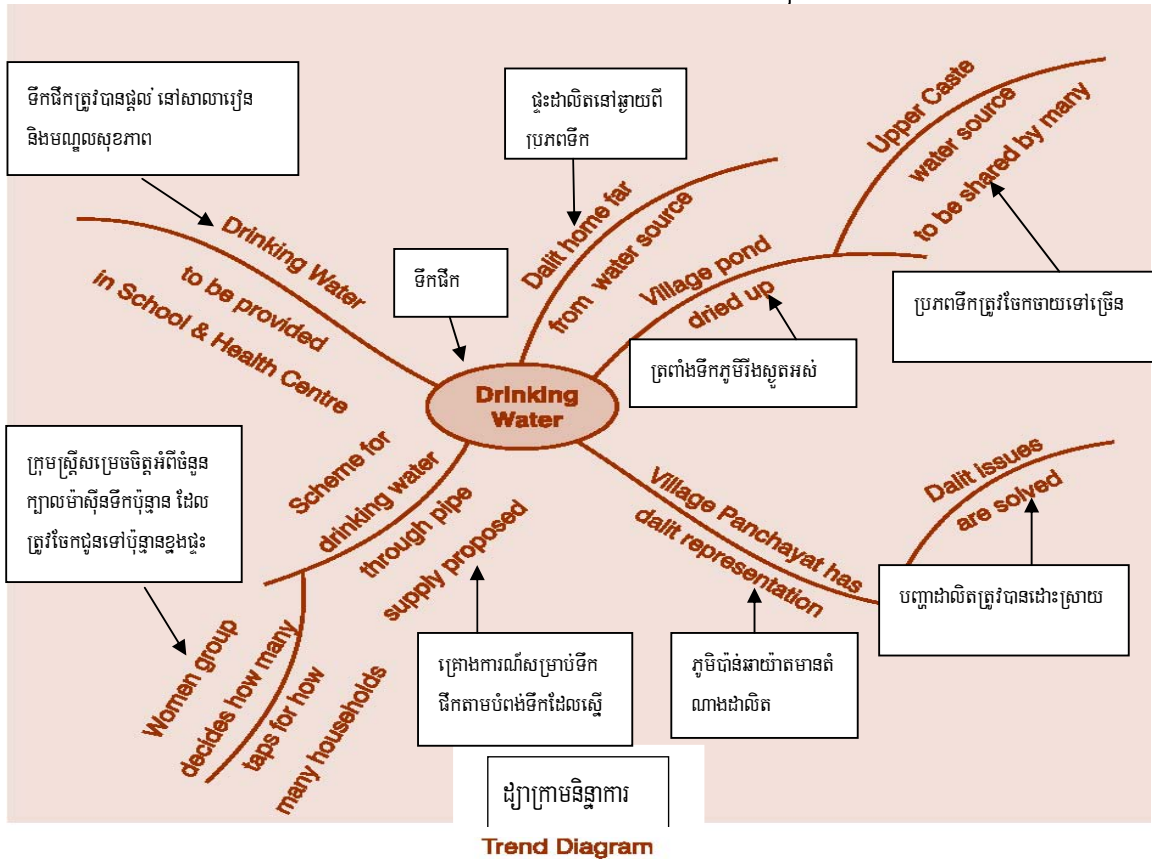 ទឹកផឹកត្រូវបានផ្តល់ នៅសាលារៀន
និងមណ្ឌលសុខភាព
ផ្ទះដាលិតនៅឆ្ងាយពី
ប្រភពទឹក
Upper Caste
water source
to be shared by many
Drinking Water
to be provided
in School & Health Centre
ទឹកផឹក
Dalit home far
from water source
Village pond
dried up
ប្រភពទឹកត្រូវចែកចាយទៅច្រើន
ត្រពាំងទឹកភូមិរីងស្ងួតអស់
Drinking
Water
ក្រុមស្ត្រីសម្រេចចិត្តអំពីចំនួន
ក្បាលម៉ាស៊ីនទឹកប៉ុន្មាន ដែល
ត្រូវចែកជូនទៅប៉ុន្មានខ្នងផ្ទះ
Scheme for
drinking water
through pipe
supply proposed
Village Panchayat has
dalit representation
Dalit issues
are solved
បញ្ហាដាលិតត្រូវបានដោះស្រាយ
Women group
decides how many
taps for how
many households
គ្រោងការណ៍សម្រាប់ទឹក
ផឹកតាមបំពង់ទឹកដែលស្នើ
ភូមិប៉ាន់ឆាយ៉ាតមានតំ
ណាងដាលិត
ដ្យាក្រាមនិន្នាការ
Trend Diagram